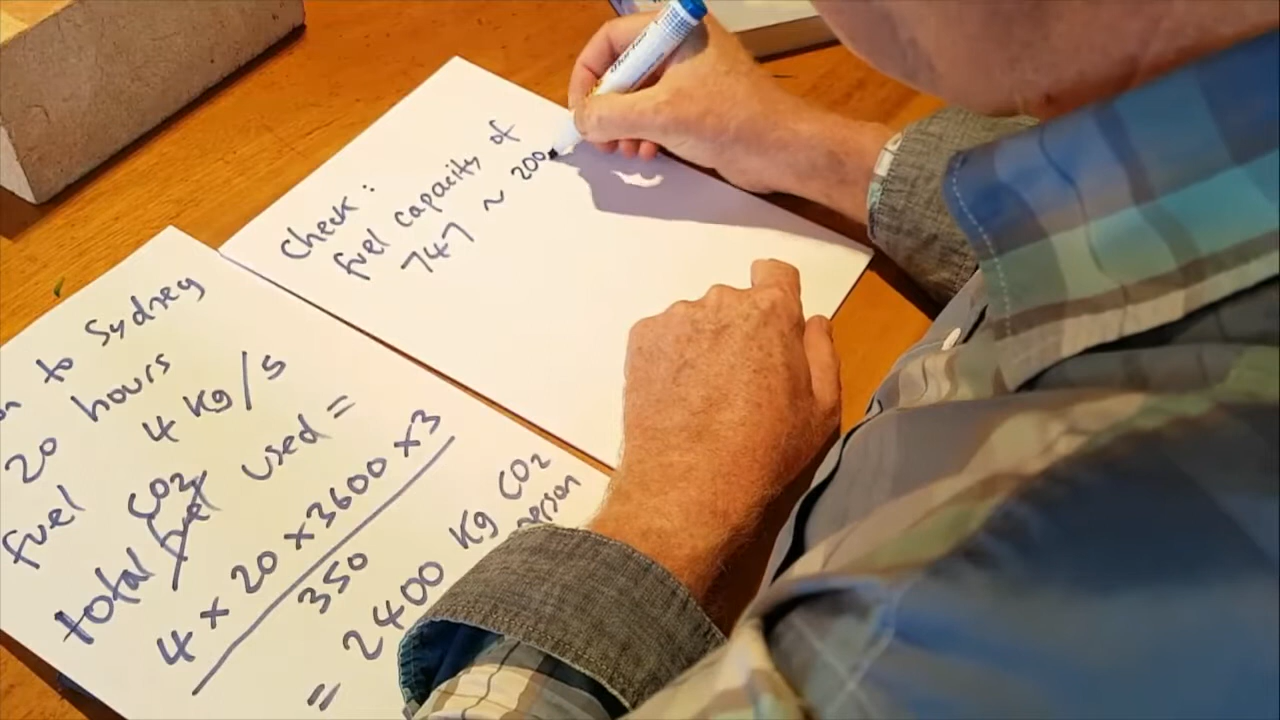 to Sydney
20 hours
fuel 4 Kg/s
CO2
total fuel used =
4 x 20 x 3600 x 3
350
= 2400 Kg CO2
person
Check:
fuel capacity of
747 ~ 200